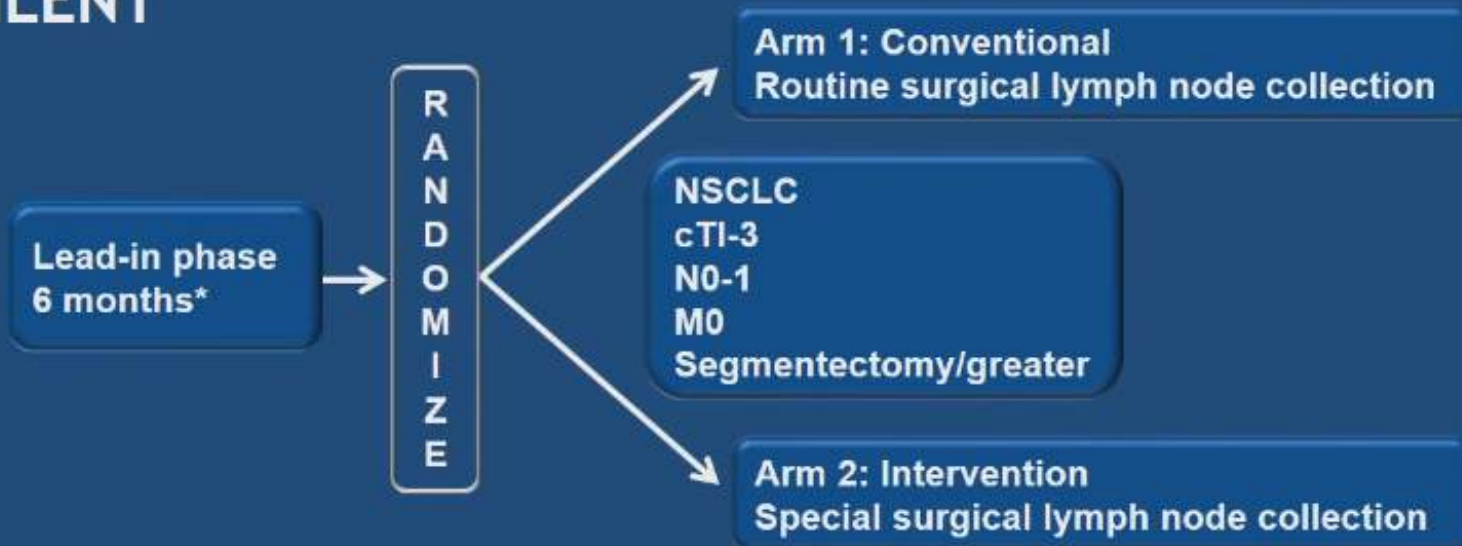 Lead-in phase
6 months*
RANDOMIZE
Arm 1: Conventional
Routine surgical lymph node collection
NSCLC
cTI-3
N0-1
M0
Segmentectomy/greater
Arm 2: Intervention
Special surgical lymph node collection